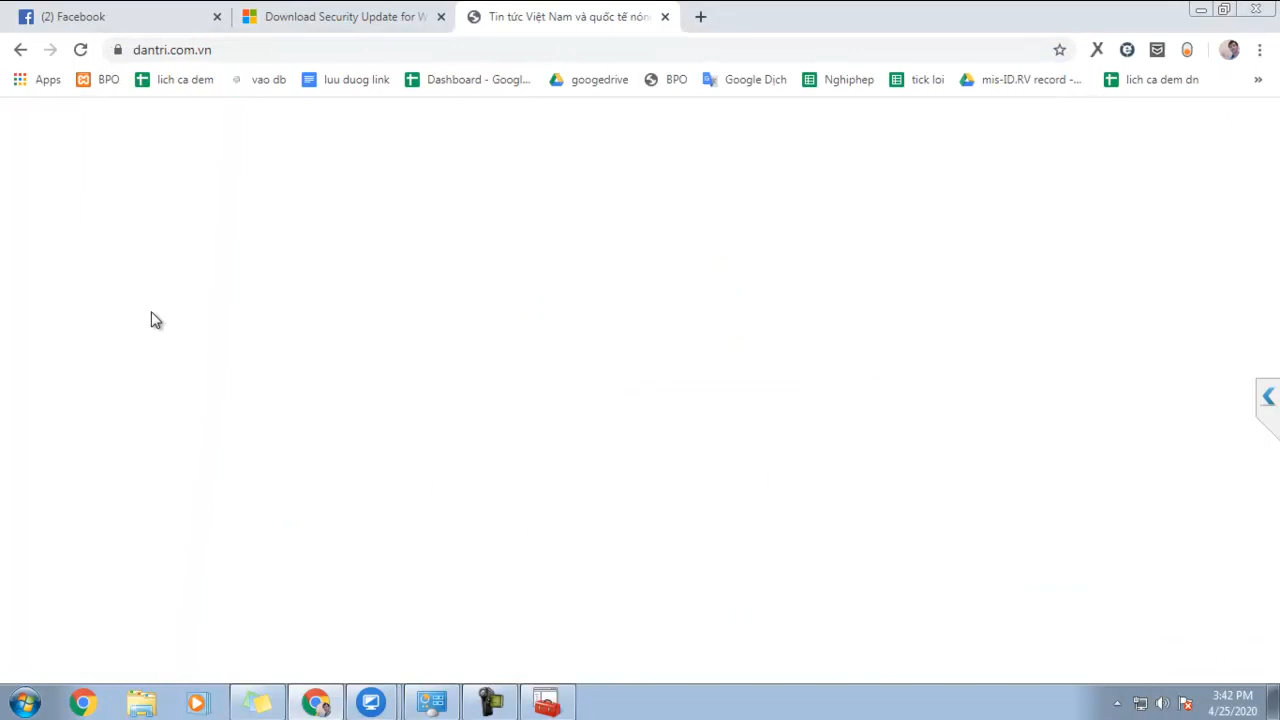 (2) Facebook
Download Security Update for W
Tin tức Việt Nam và quốc tế nón
dantri.com.vn
Apps
BPO
lich ca dem
vao db
luu duog link
Dashboard - Googl...
googedrive
BPO
Google Dịch
Nghiphep
tick loi
mis-ID.RV record -...
lich ca dem dn
»
3:42 PM
4/25/2020